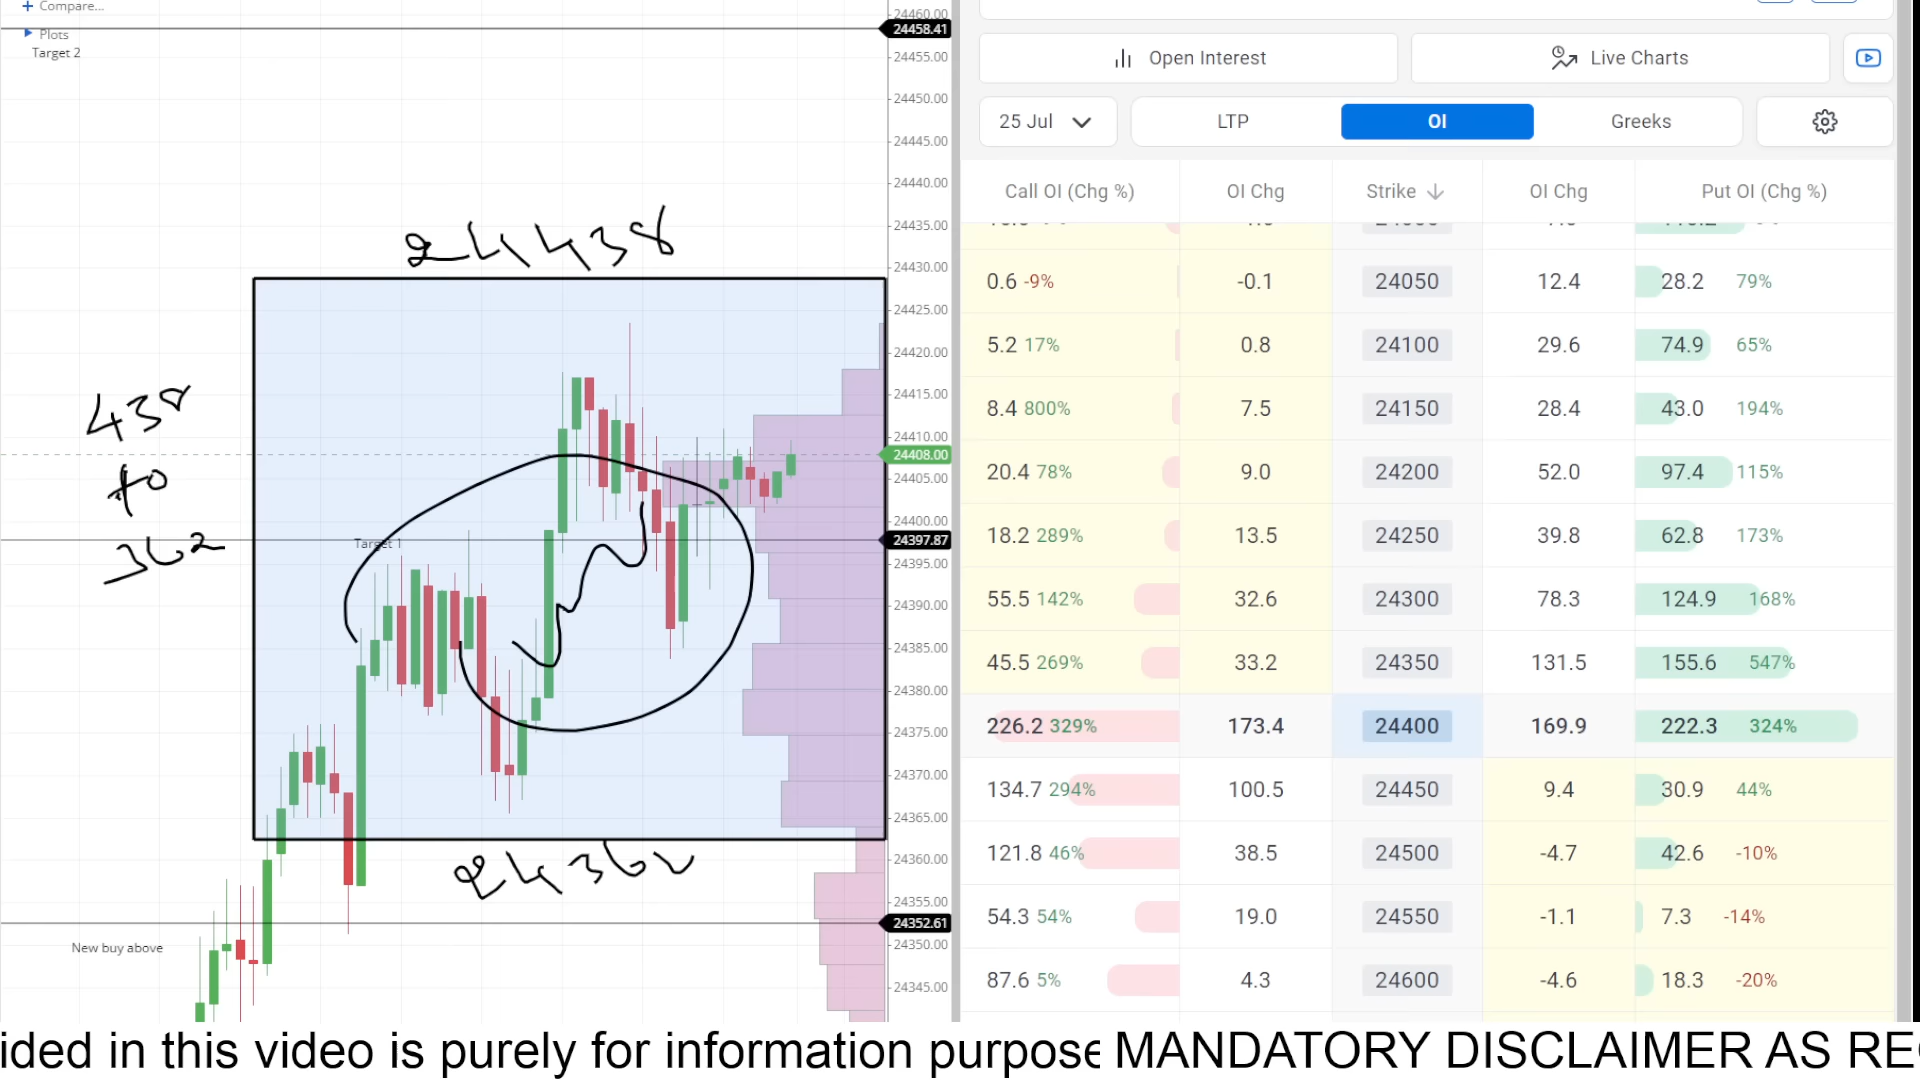 Compare...
Plots
Target 2
24460.00
24458.41
24455.00
24450.00
24445.00
24440.00
24435.00
24430.00
24425.00
24420.00
24415.00
24410.00
24408.00
24405.00
24400.00
24397.87
24395.00
24390.00
24385.00
24380.00
24375.00
24370.00
24365.00
24360.00
24355.00
24352.61
24350.00
24345.00
24438
438
to
362
Target 1
24362
New buy above
Open Interest Live Charts
25 Jul LTP OI Greeks
Call OI (Chg %) OI Chg Strike OI Chg Put OI (Chg %)
0.6 -9% -0.1 24050 12.4 28.2 79%
5.2 17% 0.8 24100 29.6 74.9 65%
8.4 800% 7.5 24150 28.4 43.0 194%
20.4 78% 9.0 24200 52.0 97.4 115%
18.2 289% 13.5 24250 39.8 62.8 173%
55.5 142% 32.6 24300 78.3 124.9 168%
45.5 269% 33.2 24350 131.5 155.6 547%
226.2 329% 173.4 24400 169.9 222.3 324%
134.7 294% 100.5 24450 9.4 30.9 44%
121.8 46% 38.5 24500 -4.7 42.6 -10%
54.3 54% 19.0 24550 -1.1 7.3 -14%
87.6 5% 4.3 24600 -4.6 18.3 -20%
ided in this video is purely for information purpose MANDATORY DISCLAIMER AS RE